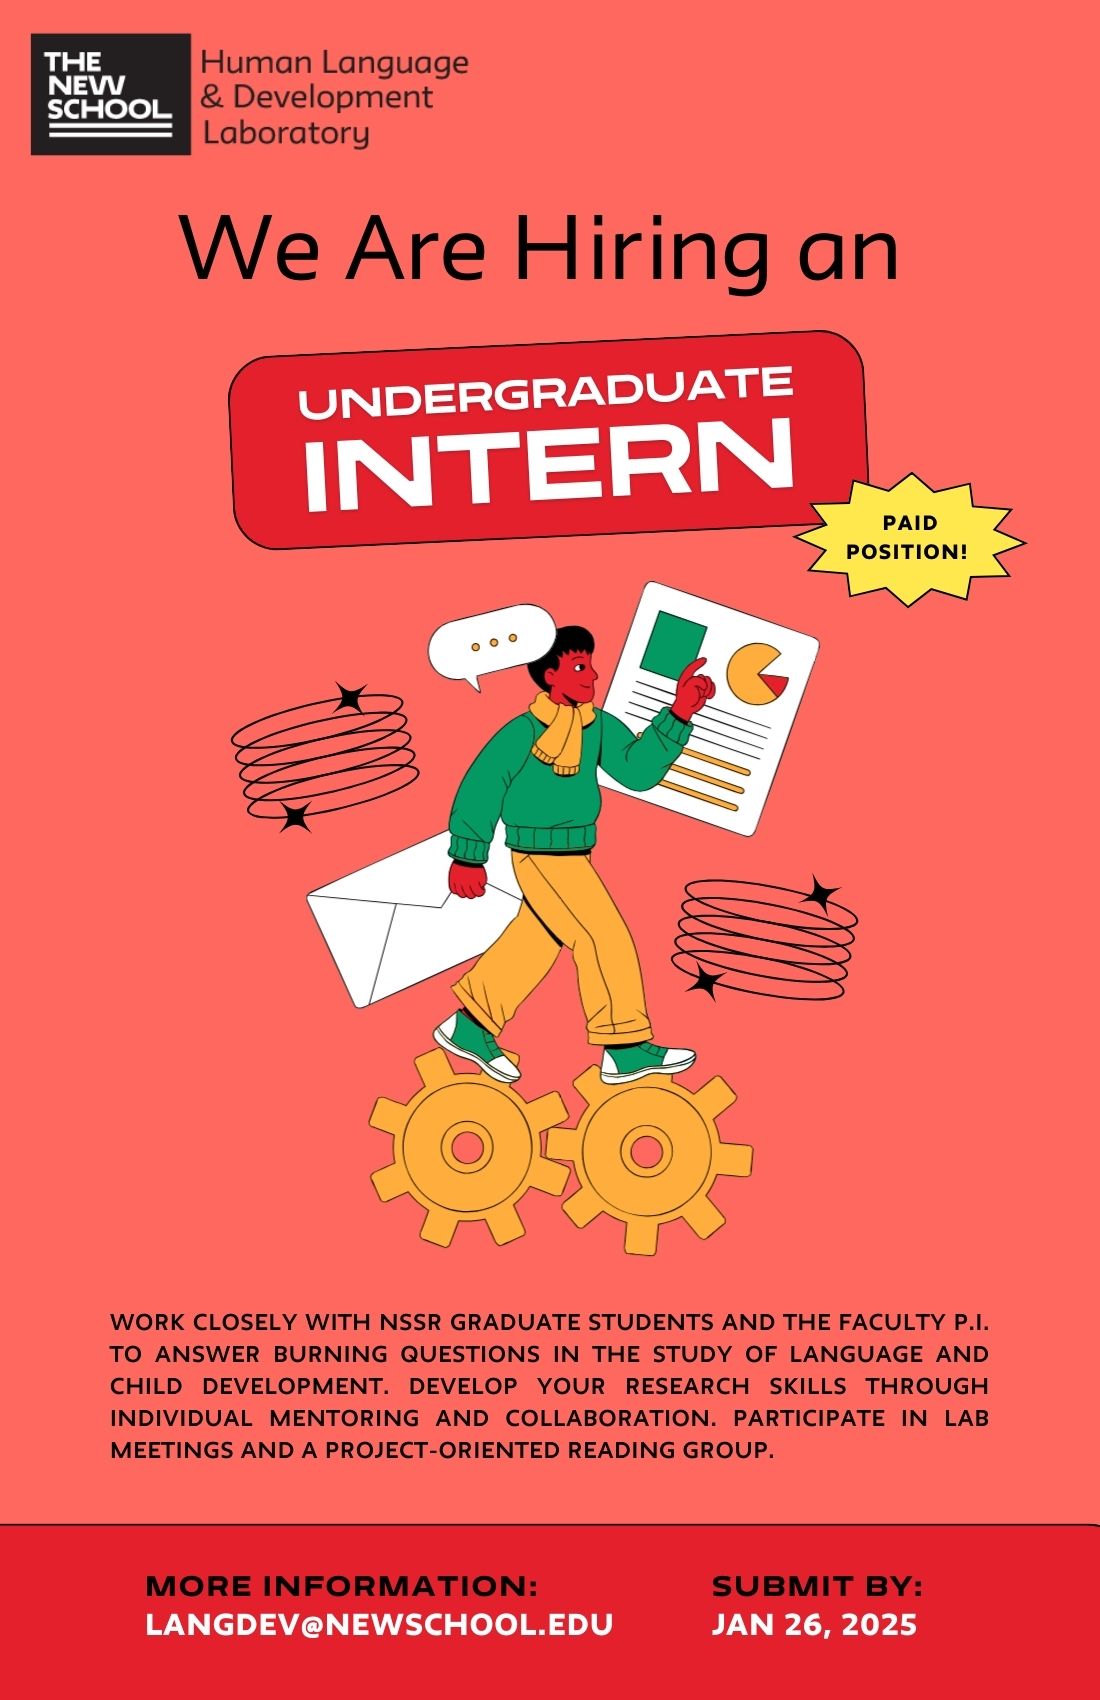 THE
NEW
SCHOOL
Human Language
& Development
Laboratory
We Are Hiring an
UNDERGRADUATE
INTERN
PAID
POSITION!
WORK CLOSELY WITH NSSR GRADUATE STUDENTS AND THE FACULTY P.I.
TO ANSWER BURNING QUESTIONS IN THE STUDY OF LANGUAGE AND
CHILD DEVELOPMENT. DEVELOP YOUR RESEARCH SKILLS THROUGH
INDIVIDUAL MENTORING AND COLLABORATION. PARTICIPATE IN LAB
MEETINGS AND A PROJECT-ORIENTED READING GROUP.
MORE INFORMATION:
LANGDEV@NEWSCHOOL.EDU
SUBMIT BY:
JAN 26, 2025